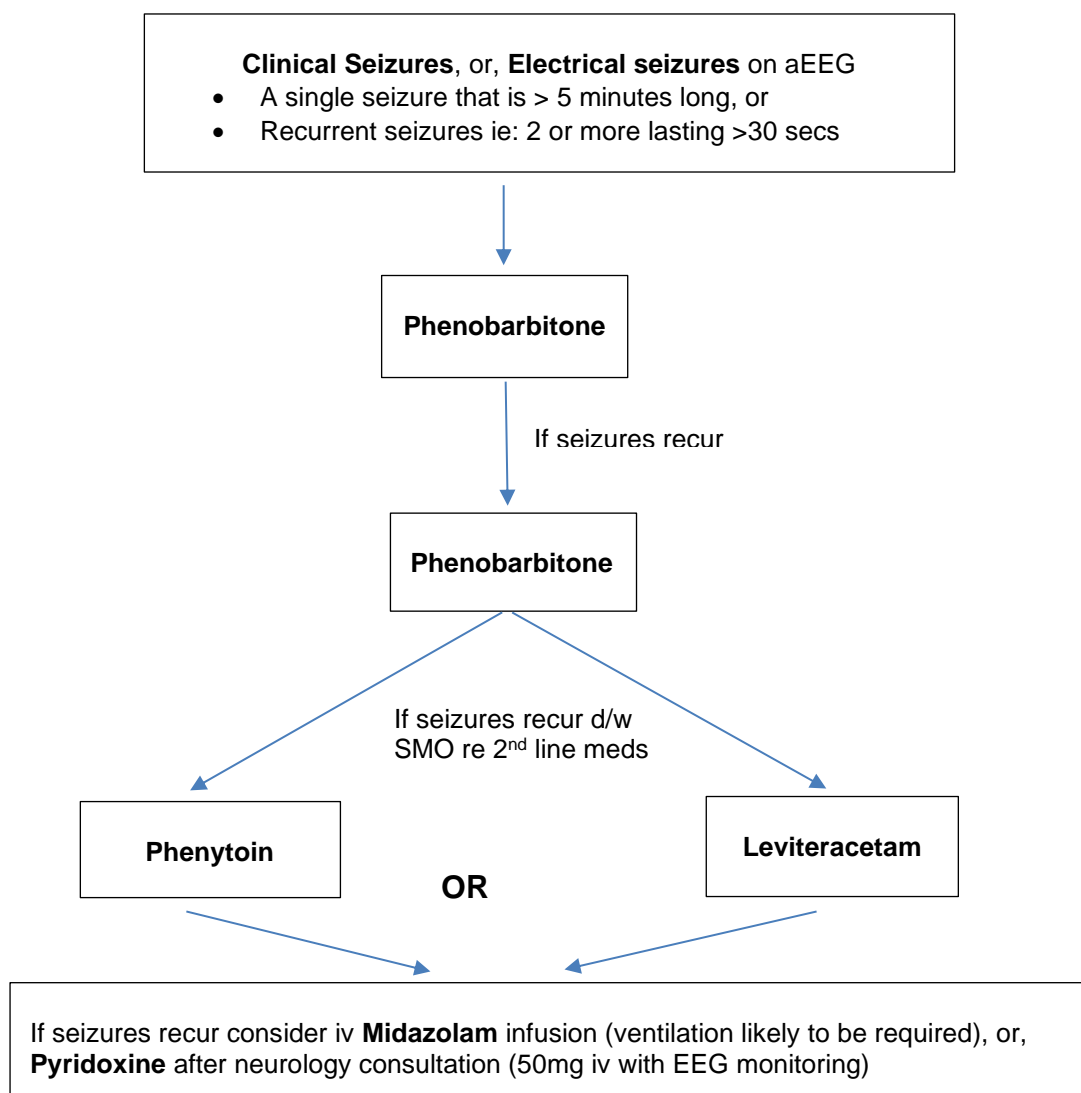 Clinical Seizures, or, Electrical seizures on aEEG
• A single seizure that is > 5 minutes long, or
• Recurrent seizures ie: 2 or more lasting >30 secs
Phenobarbitone
If seizures recur
Phenobarbitone
If seizures recur d/w
SMO re 2nd line meds
Phenytoin
OR
Leviteracetam
If seizures recur consider iv Midazolam infusion (ventilation likely to be required), or,
Pyridoxine after neurology consultation (50mg iv with EEG monitoring)